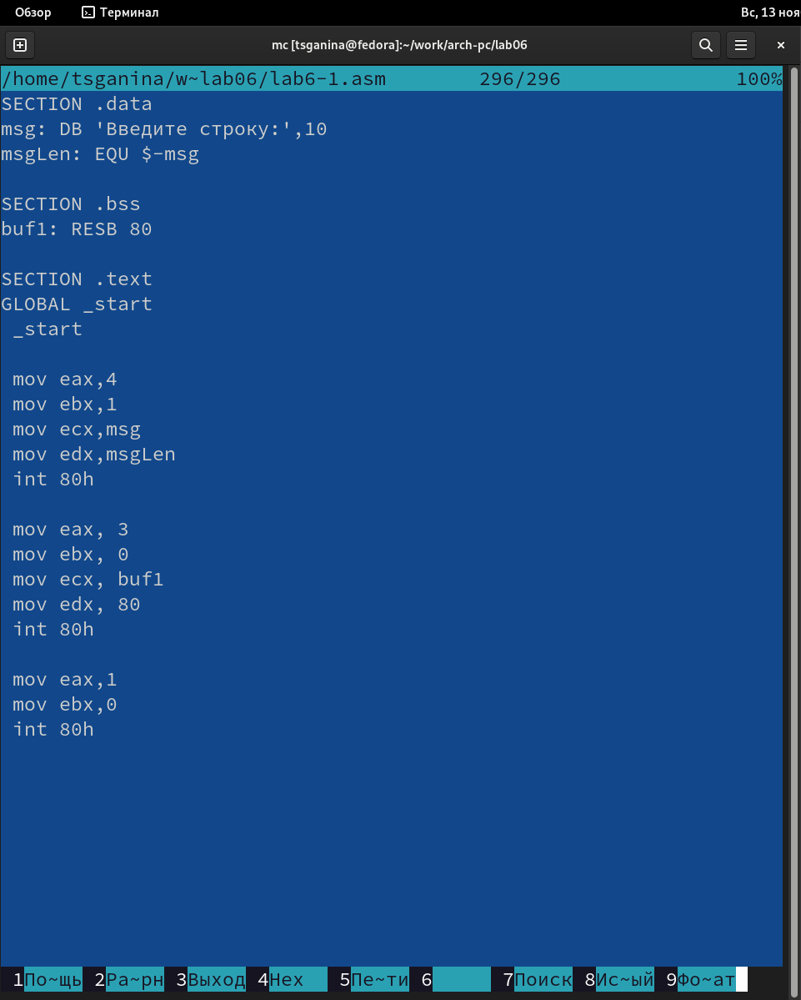 Обзор Терминал Вс, 13 ноя
mc [tsganina@fedora]:~/work/arch-pc/lab06
/home/tsganina/w~lab06/lab6-1.asm 296/296 100%
SECTION .data
msg: DB 'Введите строку:',10
msgLen: EQU $-msg

SECTION .bss
buf1: RESB 80

SECTION .text
GLOBAL _start
 _start

 mov eax,4
 mov ebx,1
 mov ecx,msg
 mov edx,msgLen
 int 80h

 mov eax, 3
 mov ebx, 0
 mov ecx, buf1
 mov edx, 80
 int 80h

 mov eax,1
 mov ebx,0
 int 80h

1По~щь 2Ра~рн 3Выход 4Hex 5Пе~ти 6 7Поиск 8Ис~ый 9Фо~ат